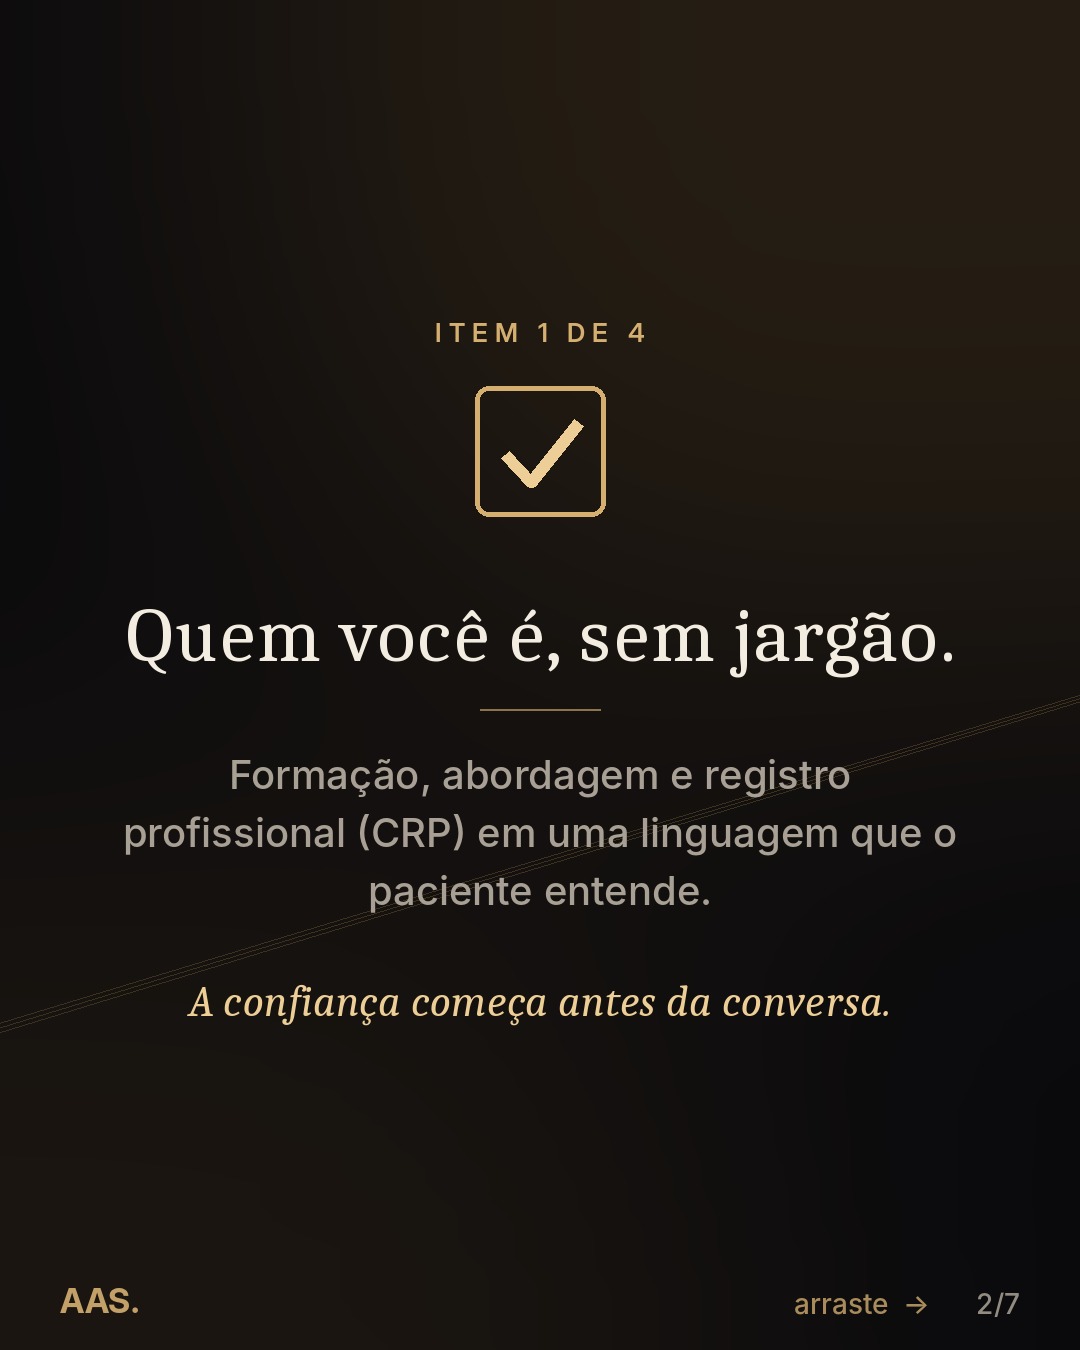 ITEM 1 DE 4
Quem você é, sem jargão.
Formação, abordagem e registro
profissional (CRP) em uma linguagem que o
paciente entende.
A confiança começa antes da conversa.
AAS.
arraste → 2/7